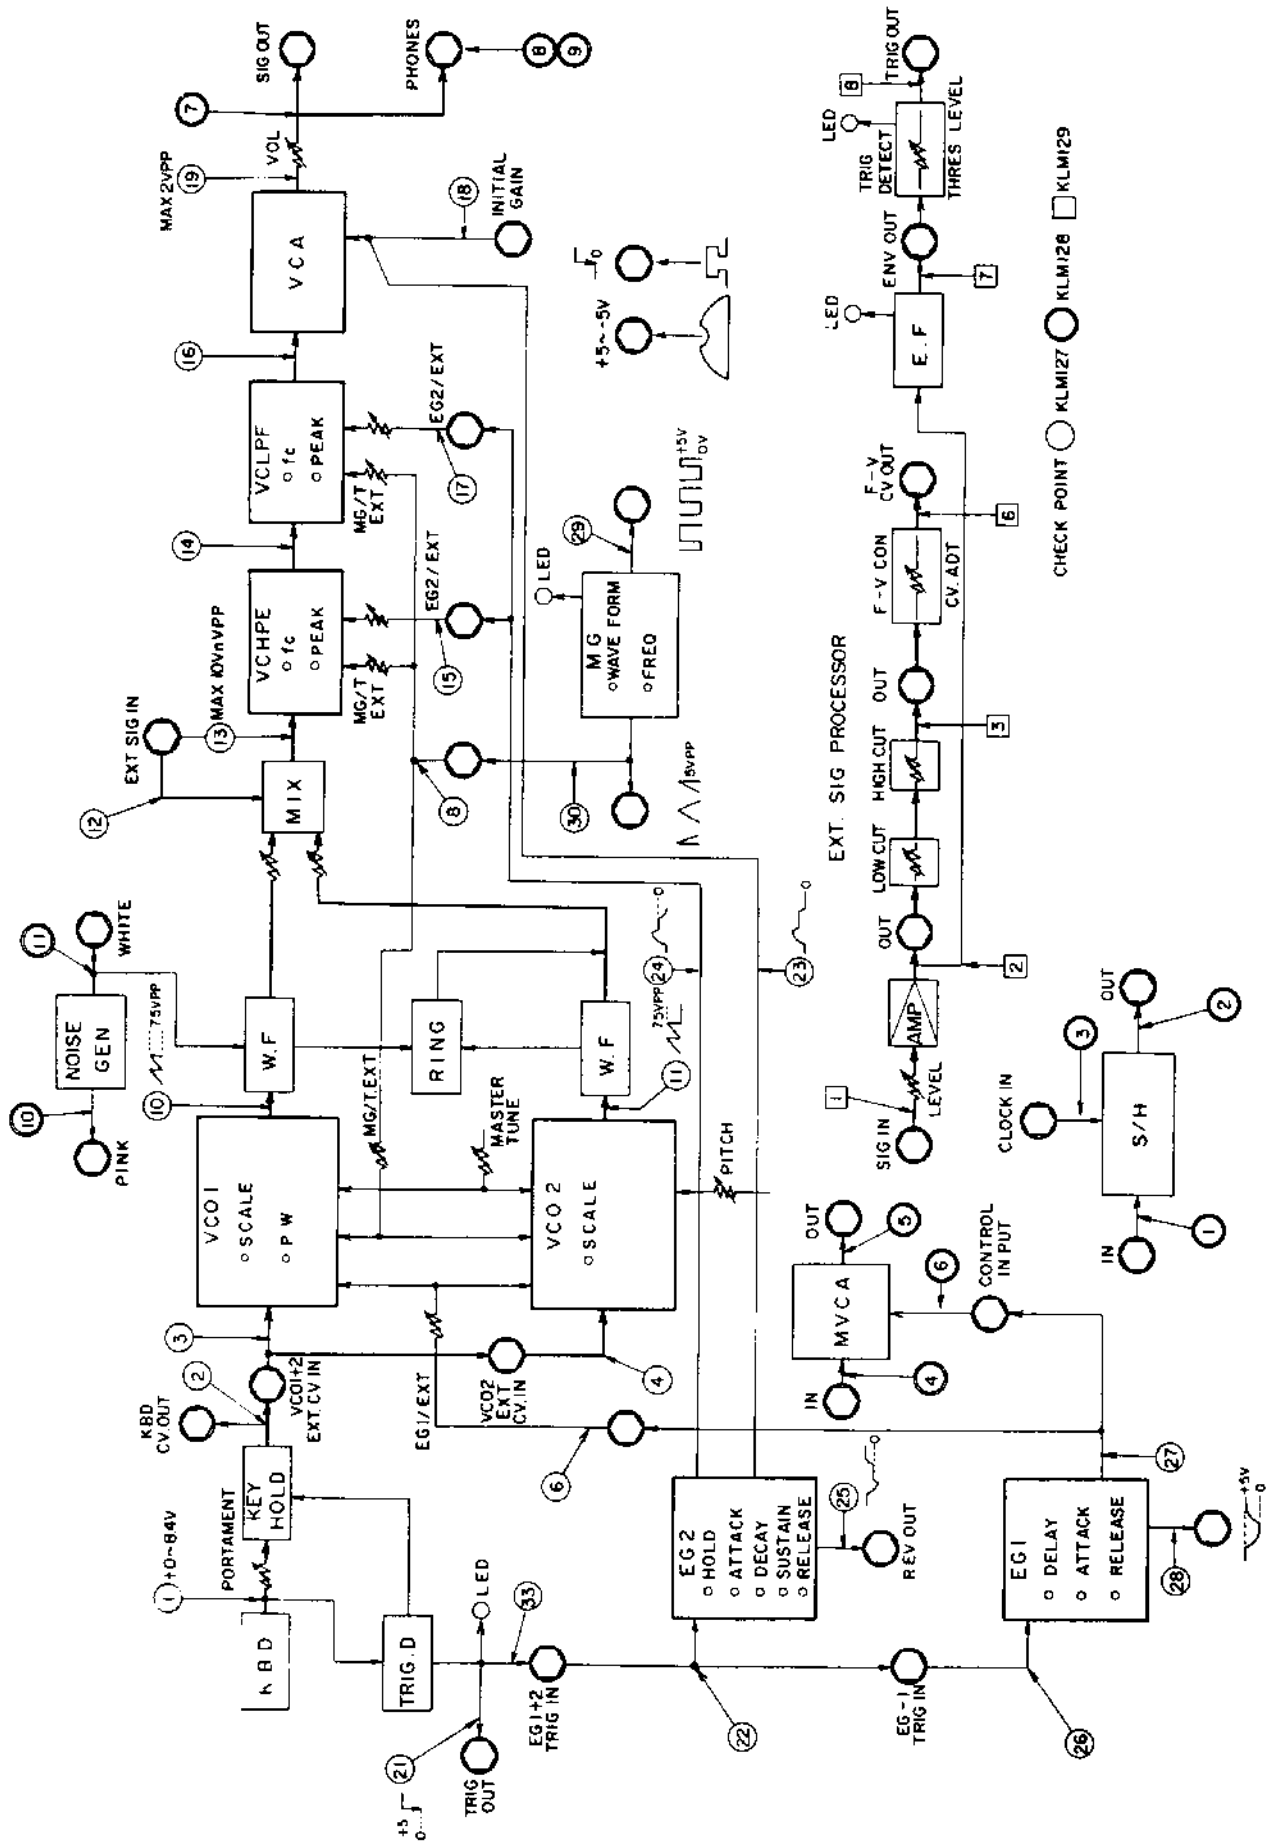 SIG OUT
PHONES
8
9
7
VOL
MAX 2VPP
19
VCA
18
INITIAL
GAIN
16
VCLPF
fc
PEAK
MG/T
EXT
EG2/EXT
17
14
VCHPE
fc
PEAK
MG/T
EXT
EG2/EXT
15
EXT SIG IN
13
MAX 10VnVPP
12
MIX
8
30
MG
WAVE FORM
FREQ
LED
29
+5V
0V
5VPP
+5~-5V
0
11
WHITE
NOISE
GEN
10
PINK
75VPP
10
W.F
RING
W.F
MG/T.EXT
MASTER
TUNE
11
75VPP
24
0
23
0
VCO1
SCALE
PW
VCO 2
SCALE
PITCH
3
2
KBD
CV.OUT
VCO1+2
EXT.CV IN
EG1/EXT
VCO2
EXT
CV.IN
4
6
PORTAMENT
KEY
HOLD
1
+0~84V
KBD
TRIG.D
LED
33
21
+5
0
TRIG
OUT
EG1+2
TRIG IN
22
EG2
HOLD
ATTACK
DECAY
SUSTAIN
RELEASE
25
0
REV OUT
EG-1
TRIG IN
26
EG1
DELAY
ATTACK
RELEASE
27
28
+5V
0
IN
4
MVCA
5
OUT
6
CONTROL
IN PUT
IN
1
S/H
CLOCK IN
3
2
OUT
EXT. SIG PROCESSOR
SIG IN
1
LEVEL
AMP
OUT
2
LOW CUT
HIGH CUT
3
OUT
F-V CON
CV. ADT
6
F-V
CV OUT
E.F
LED
7
ENV OUT
TRIG
DETECT
THRES LEVEL
LED
8
TRIG OUT
CHECK POINT KLM127 KLM128 KLM129